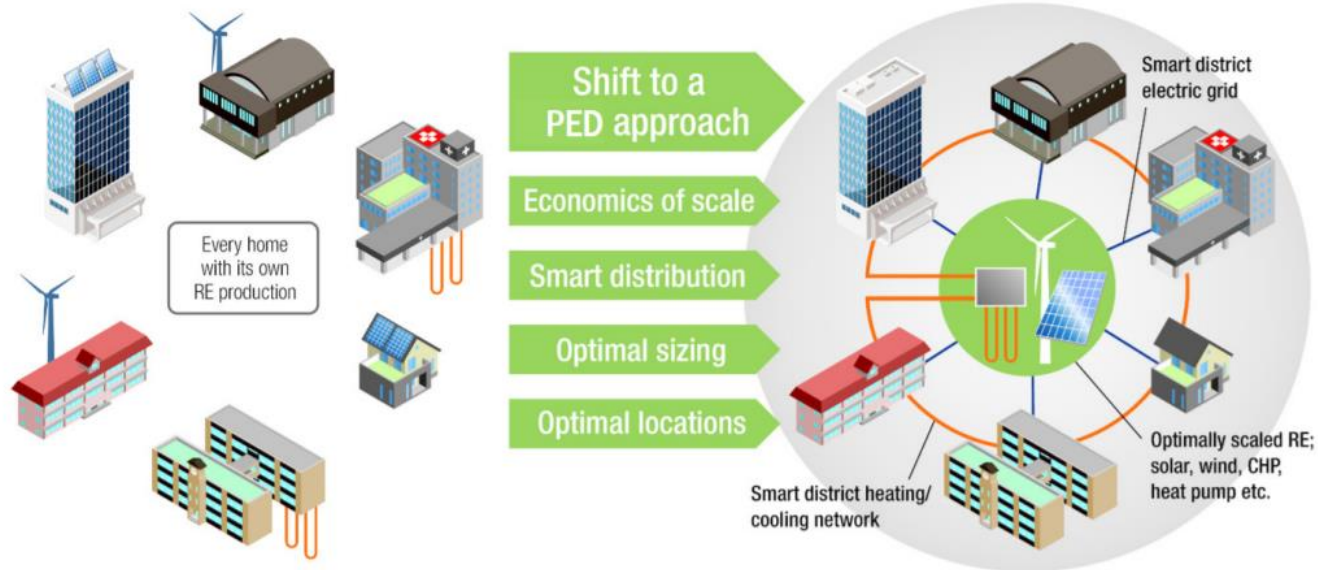 Every home
with its own
RE production
Shift to a
PED approach
Economics of scale
Smart distribution
Optimal sizing
Optimal locations
Smart district
electric grid
Optimally scaled RE;
solar, wind, CHP,
heat pump etc.
Smart district heating/
cooling network